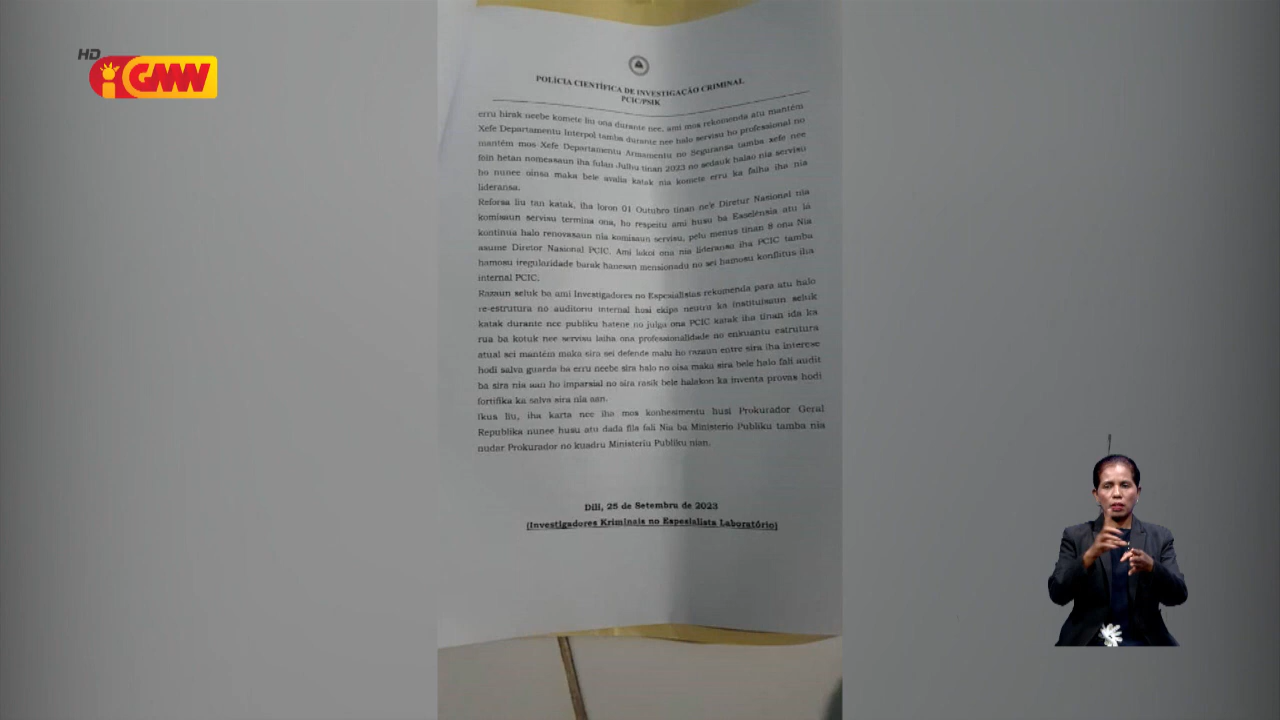 HD
GMN
POLÍCIA CIENTÍFICA DE INVESTIGAÇÃO CRIMINAL
PCIC/PSIK
erru hirak neebe komete liu ona durante nee, ami mos rekomenda atu mantém
Xefe Departamentu Interpol tamba durante nee halo servisu ho professional no
mantém mos Xefe Departamentu Armamentu no Seguransa tamba xefe nee
foin hetan nomeasaun iha fulan Julhu tinan 2023 no sedauk halao nia servisu
ho nunee oinsa maka bele avalia katak nia komete erru ka falha iha nia
lideransa.
Reforsa liu tan katak, iha loron 01 Outubro tinan ne'e Diretur Nasional nia
komisaun servisu termina ona, ho respeitu ami husu ba Esselénsia atu la
kontinua halo renovasaun nia komisaun servisu, pelu menus tinan 8 ona Nia
asume Diretor Nasional PCIC. Ami lakoi ona nia lideransa iha PCIC tamba
hamosu iregularidade barak hanesan mensionadu no sei hamosu konflitus iha
internal PCIC.
Razaun seluk ba ami Investigadores no Espesialistas rekomenda para atu halo
re-estrutura no auditoru internal hosi ekipa neutru ka instituisaun seluk
katak durante nee publiku hatene no julga ona PCIC katak iha tinan ida ka
rua ba kotuk nee servisu laiha ona professionalidade no enkuantu estrutura
atual sei mantém maka sira sei defende malu ho razaun entre sira iha interese
hodi salva guarda ba erru neebe sira halo no oisa maka sira bele halo fali audit
ba sira nia aan ho imparsial no sira rasik bele halakon ka inventa provas hodi
fortifika ka salva sira nia aan.
Ikus liu, iha karta nee iha mos konhesimentu husi Prokurador Geral
Republika nunee husu atu dada fila fali Nia ba Ministerio Publiku tamba nia
nudar Prokurador no kuadru Ministeriu Publiku nian.
Dili, 25 de Setembru de 2023
(Investigadores Kriminais no Espesialista Laboratório)